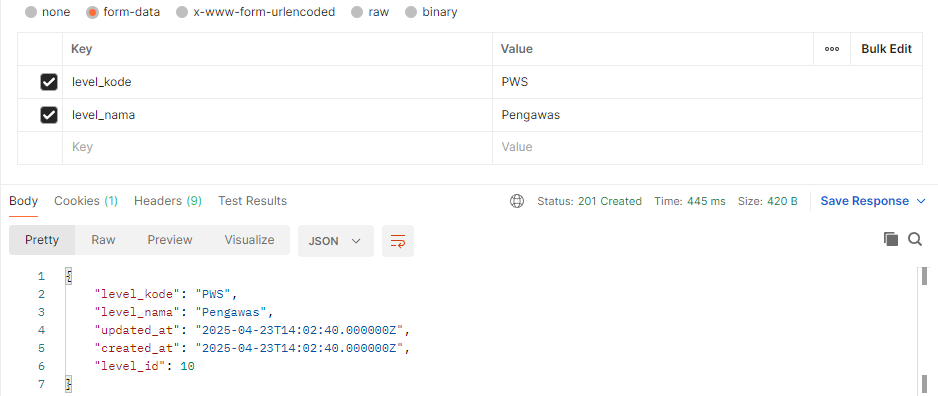 none form-data x-www-form-urlencoded raw binary
Key Value ooo Bulk Edit
level_kode PWS
level_nama Pengawas
Key Value
Body Cookies (1) Headers (9) Test Results Status: 201 Created Time: 445 ms Size: 420 B Save Response
Pretty Raw Preview Visualize JSON
1 {
2 "level_kode": "PWS",
3 "level_nama": "Pengawas",
4 "updated_at": "2025-04-23T14:02:40.000000Z",
5 "created_at": "2025-04-23T14:02:40.000000Z",
6 "level_id": 10
7 }